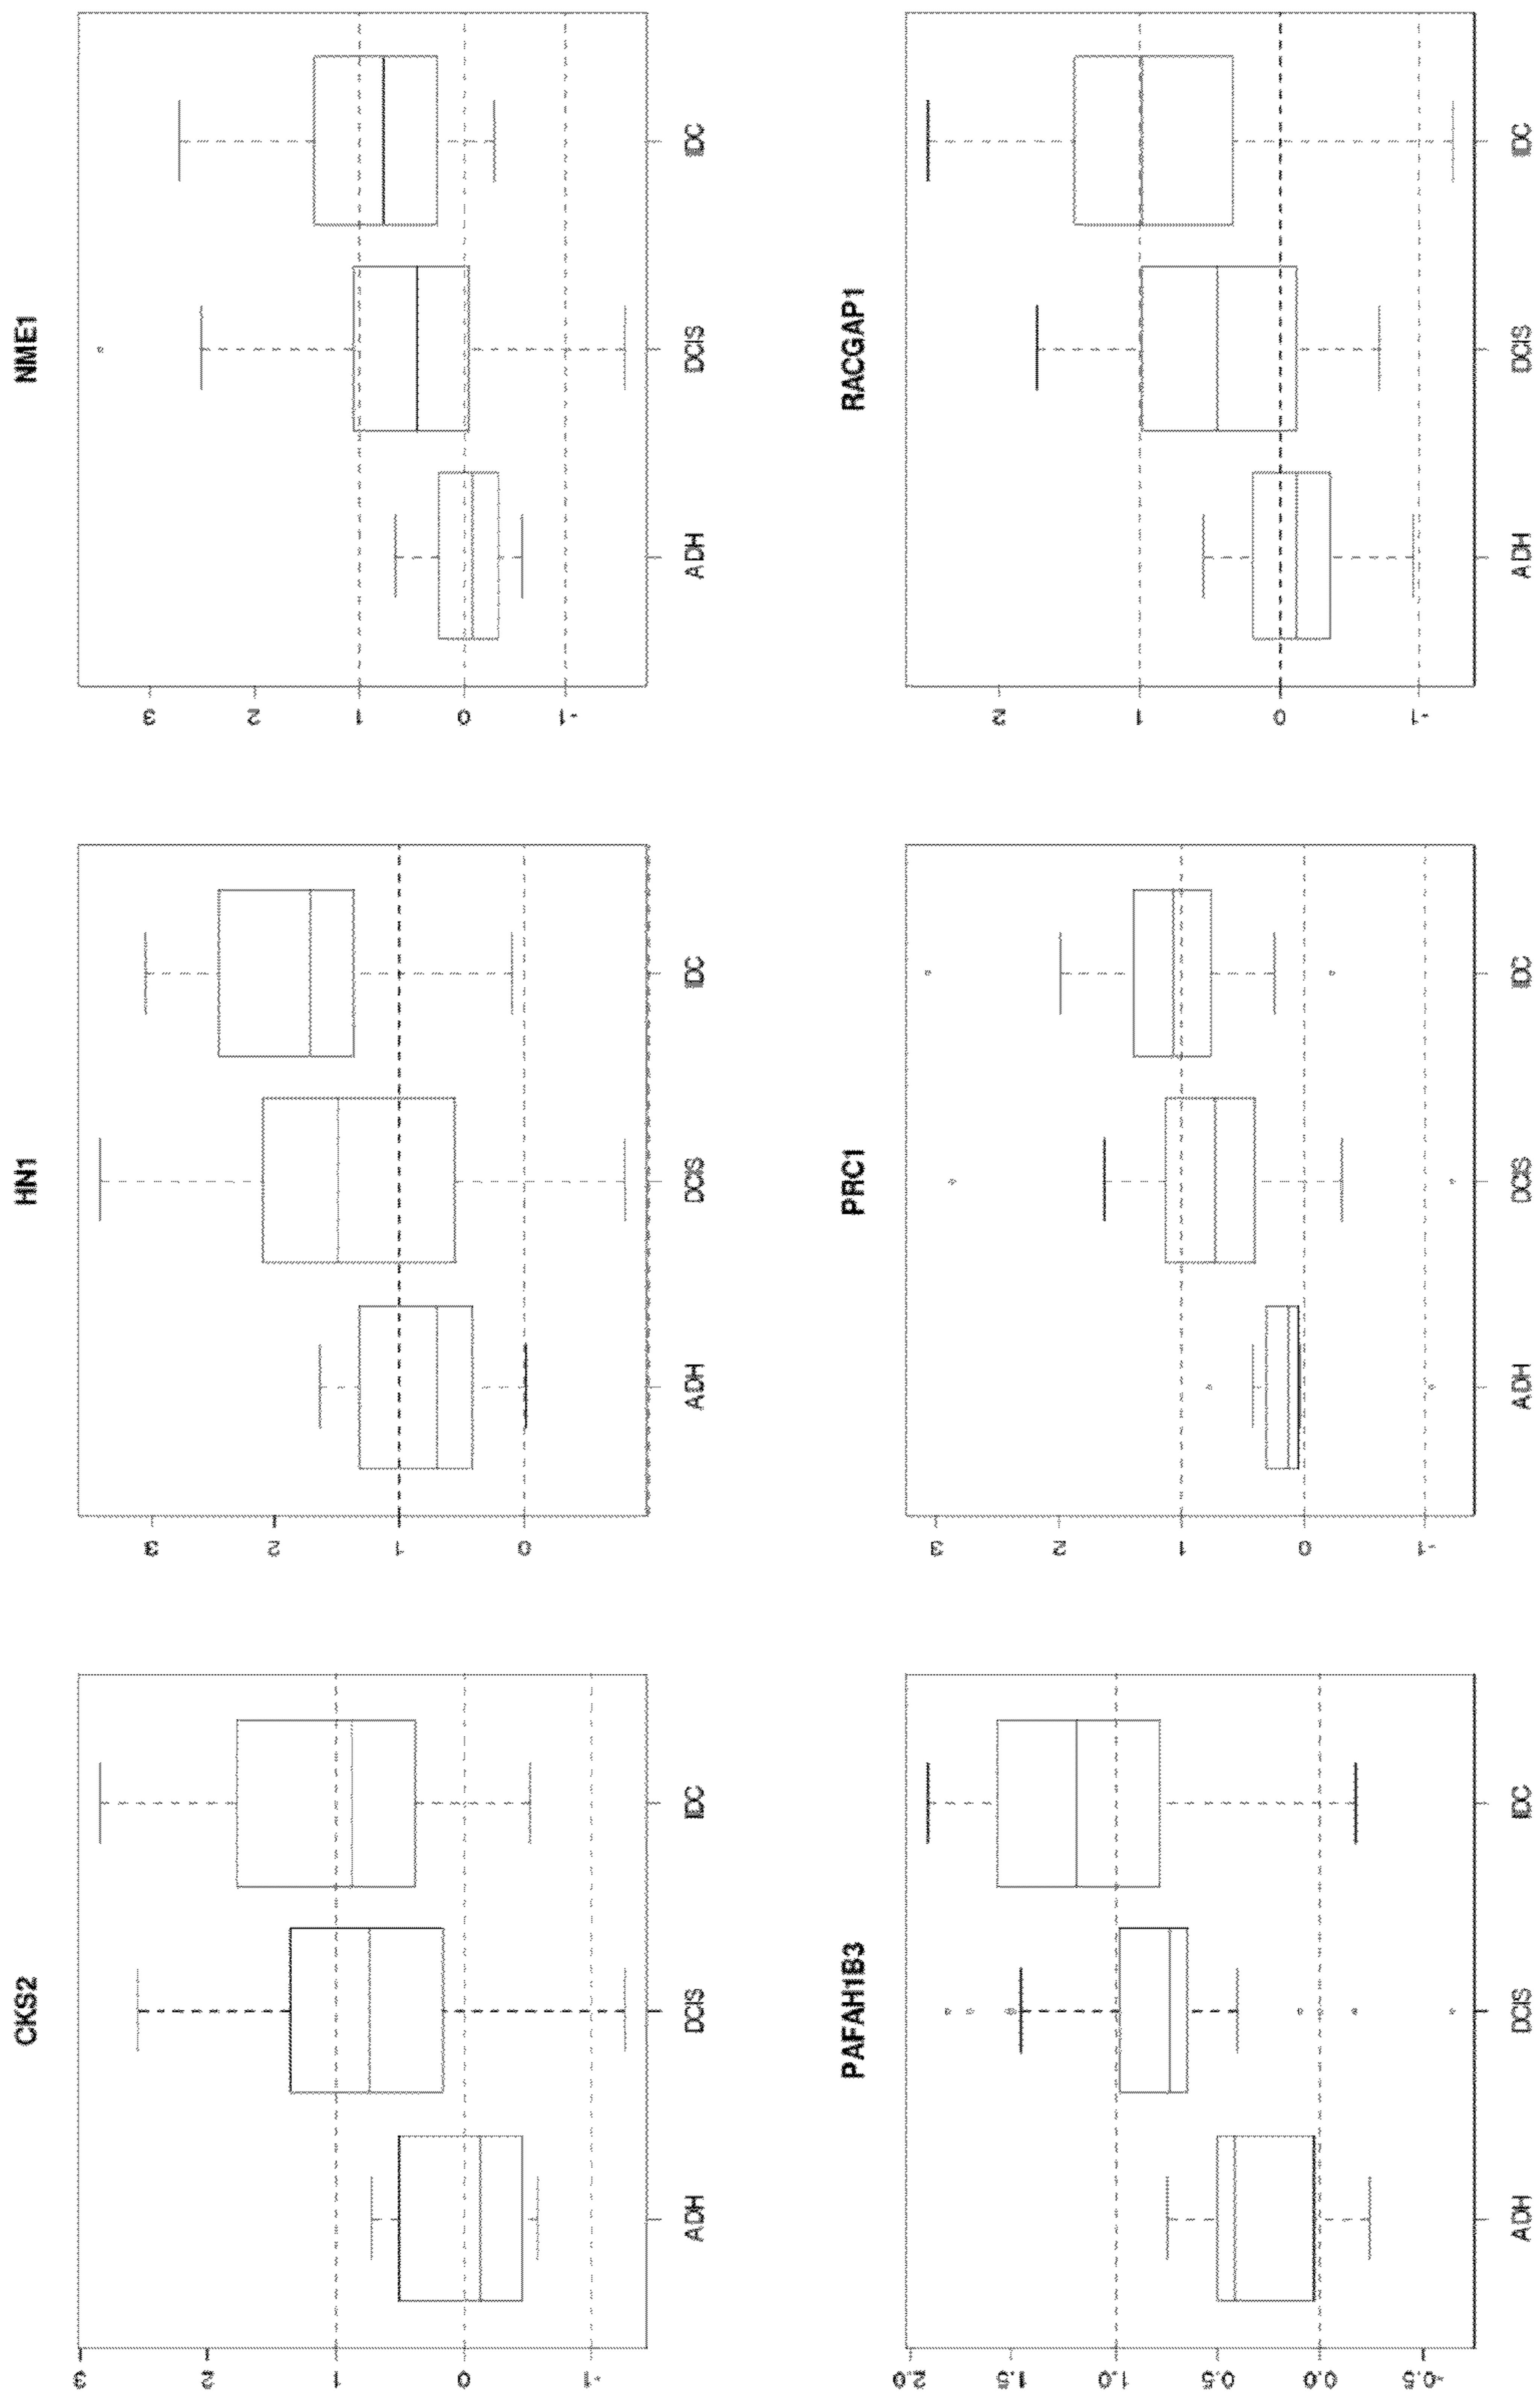 CKS2
3
2
1
0
-1
ADH DCIS IDC
HN1
3
2
1
0
ADH DCIS IDC
NME1
3
2
1
0
-1
ADH DCIS IDC
PAFAH1B3
2.0
1.5
1.0
0.5
0.0
-0.5
ADH DCIS IDC
PRC1
3
2
1
0
-1
ADH DCIS IDC
RACGAP1
2
1
0
-1
ADH DCIS IDC